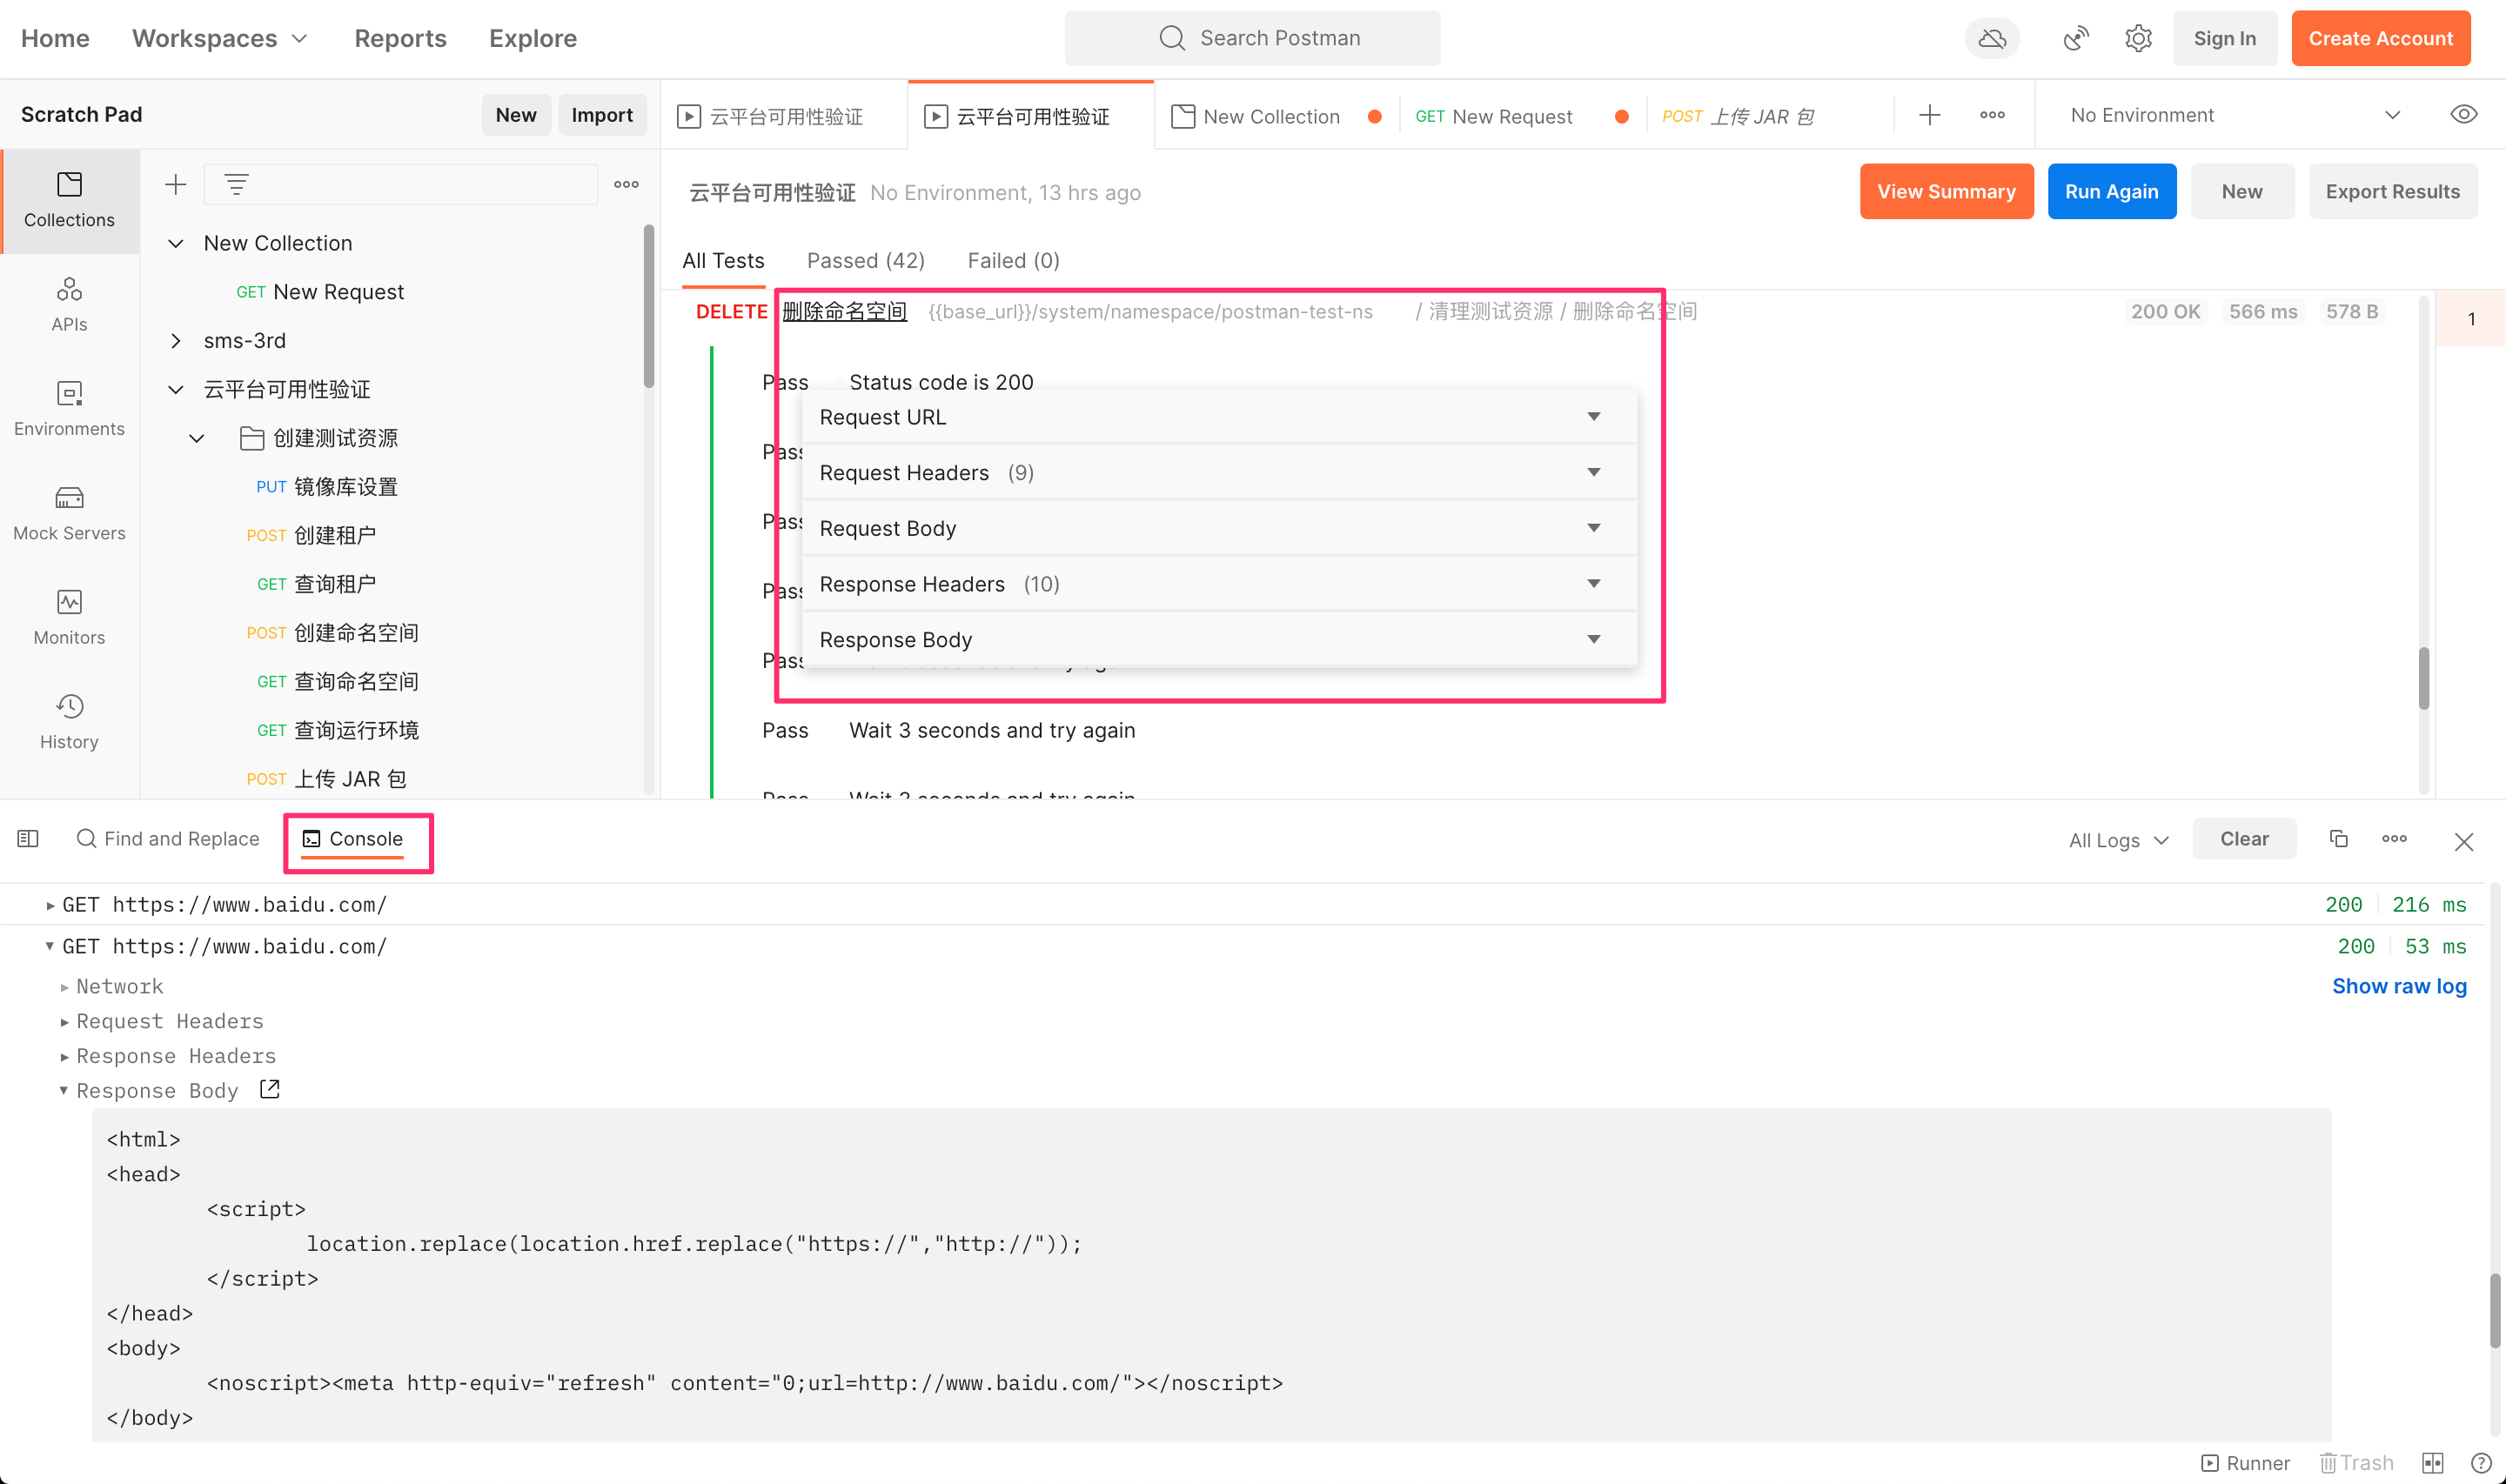 Home Workspaces Reports Explore Search Postman Sign In Create Account
Scratch Pad New Import 云平台可用性验证 云平台可用性验证 New Collection GET New Request POST 上传 JAR 包 No Environment
Collections
APIs
Environments
Mock Servers
Monitors
History
New Collection
GET New Request
sms-3rd
云平台可用性验证
创建测试资源
PUT 镜像库设置
POST 创建租户
GET 查询租户
POST 创建命名空间
GET 查询命名空间
GET 查询运行环境
POST 上传 JAR 包
云平台可用性验证 No Environment, 13 hrs ago View Summary Run Again New Export Results
All Tests Passed (42) Failed (0)
DELETE 删除命名空间 {{base_url}}/system/namespace/postman-test-ns / 清理测试资源 / 删除命名空间 200 OK 566 ms 578 B 1
Pass Status code is 200
Request URL
Pass
Request Headers (9)
Pass
Request Body
Pass
Response Headers (10)
Response Body
Pass
Pass Wait 3 seconds and try again
Pass Wait 3 seconds and try again
Find and Replace Console All Logs Clear
GET https://www.baidu.com/ 200 216 ms
GET https://www.baidu.com/ 200 53 ms
Network Show raw log
Request Headers
Response Headers
Response Body
<html>
<head>
<script>
location.replace(location.href.replace("https://","http://"));
</script>
</head>
<body>
<noscript><meta http-equiv="refresh" content="0;url=http://www.baidu.com/"></noscript>
</body>
Runner Trash